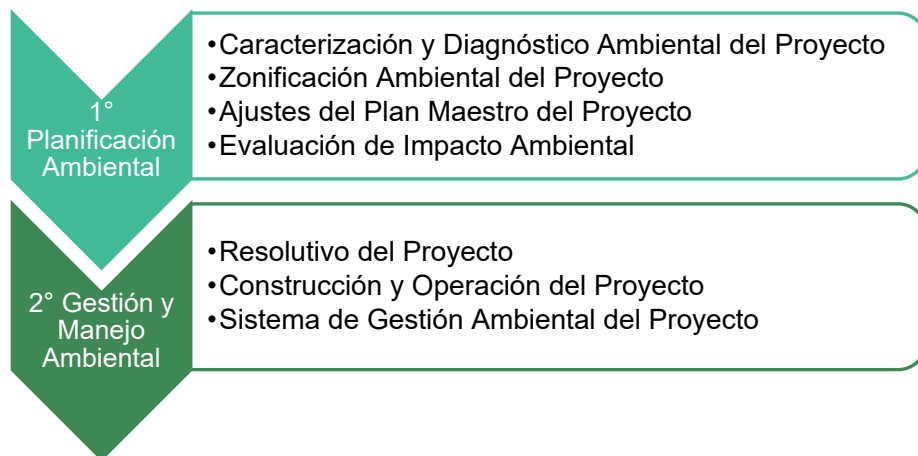 1°
Planificación
Ambiental
•Caracterización y Diagnóstico Ambiental del Proyecto
•Zonificación Ambiental del Proyecto
•Ajustes del Plan Maestro del Proyecto
•Evaluación de Impacto Ambiental
2° Gestión y
Manejo
Ambiental
•Resolutivo del Proyecto
•Construcción y Operación del Proyecto
•Sistema de Gestión Ambiental del Proyecto